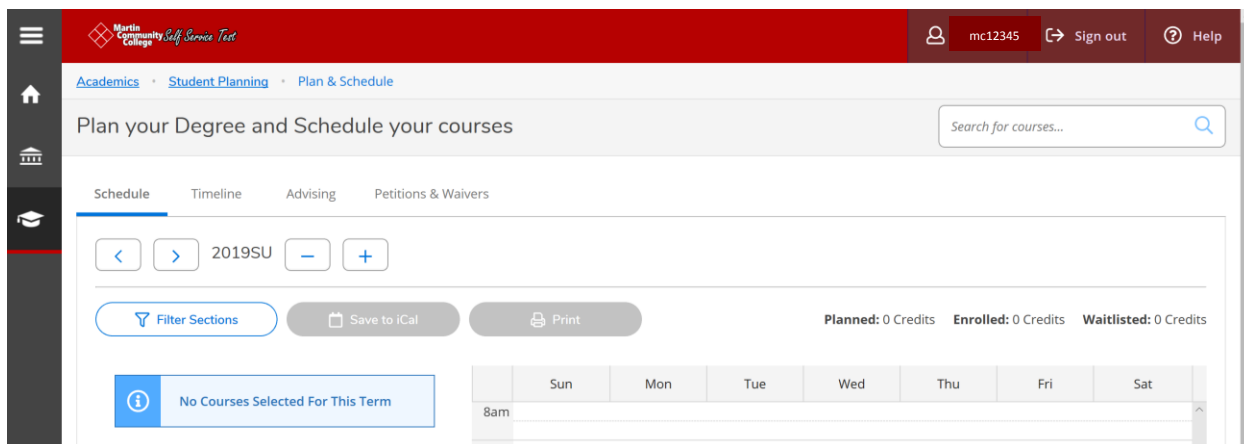 Martin
Community
College
Self Service Test
mc12345
Sign out
Help
Academics
Student Planning
Plan & Schedule
Plan your Degree and Schedule your courses
Search for courses...
Schedule
Timeline
Advising
Petitions & Waivers
2019SU
Filter Sections
Save to iCal
Print
Planned: 0 Credits
Enrolled: 0 Credits
Waitlisted: 0 Credits
No Courses Selected For This Term
Sun
Mon
Tue
Wed
Thu
Fri
Sat
8am